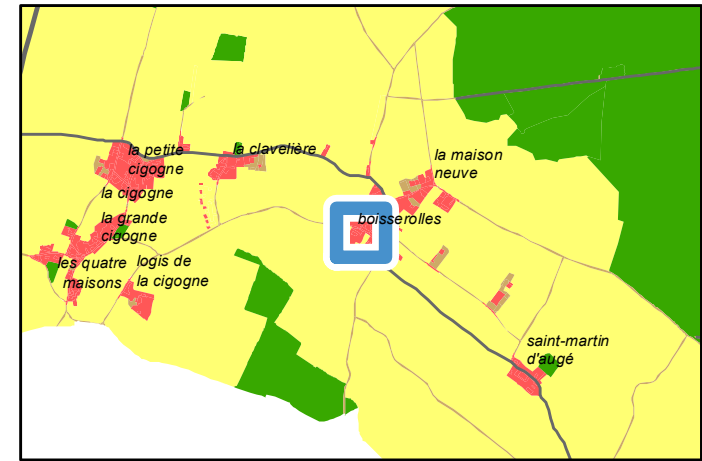 la petite
cigogne
la clavelière
la maison
neuve
la cigogne
la grande
cigogne
boisserolles
les quatre
maisons
logis de
la cigogne
saint-martin
d'augé